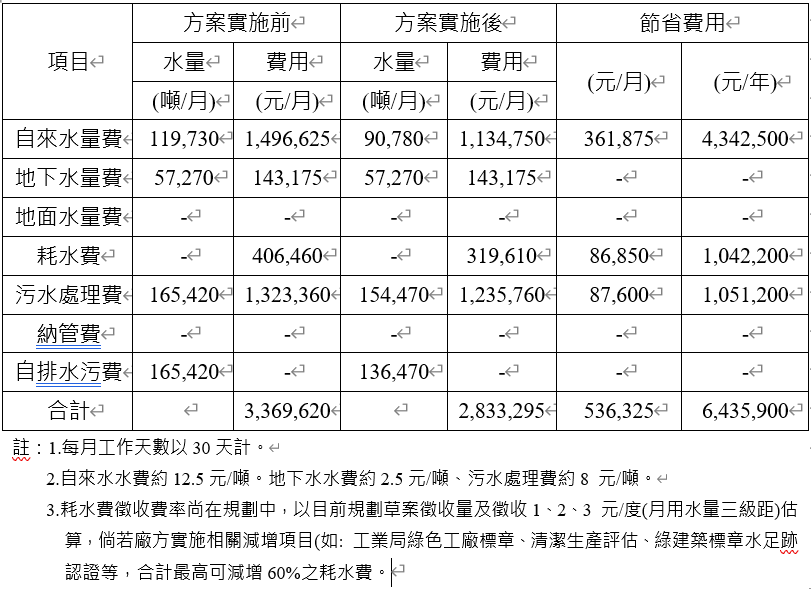 項目 方案實施前 方案實施後 節省費用
水量 費用 水量 費用 (元/月) (元/年)
(噸/月) (元/月) (噸/月) (元/月)
自來水量費 119,730 1,496,625 90,780 1,134,750 361,875 4,342,500
地下水量費 57,270 143,175 57,270 143,175 - -
地面水量費 - - - - - -
耗水費 - 406,460 - 319,610 86,850 1,042,200
污水處理費 165,420 1,323,360 154,470 1,235,760 87,600 1,051,200
納管費 - - - - - -
自排水污費 165,420 - 136,470 - - -
合計 3,369,620 2,833,295 536,325 6,435,900
註：1.每月工作天數以 30 天計。
2.自來水水費約 12.5 元/噸。地下水水費約 2.5 元/噸、污水處理費約 8 元/噸。
3.耗水費徵收費率尚在規劃中，以目前規劃草案徵收量及徵收 1、2、3 元/度(月用水量三級距)估
算，倘若廠方實施相關減增項目(如: 工業局綠色工廠標章、清潔生產評估、綠建築標章水足跡
認證等，合計最高可減增 60%之耗水費。